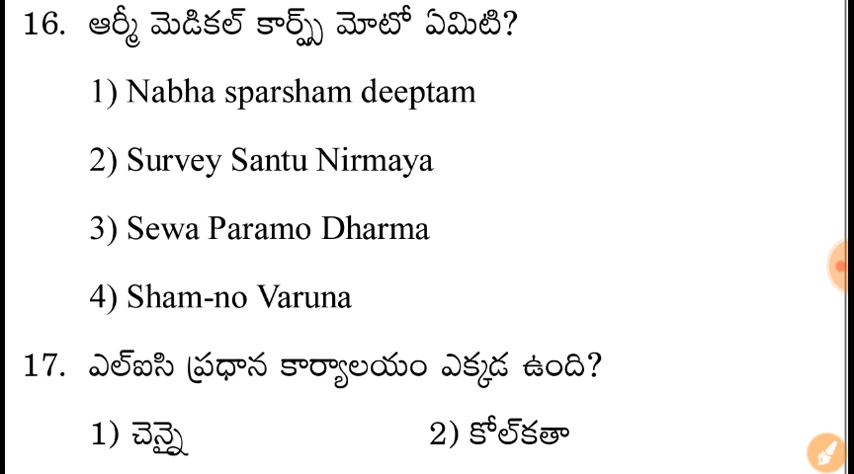 16. ఆర్మీ మెడికల్ కార్ప్స్ మోటో ఏమిటి?
1) Nabha sparsham deeptam
2) Survey Santu Nirmaya
3) Sewa Paramo Dharma
4) Sham-no Varuna
17. ఎల్ఐసి ప్రధాన కార్యాలయం ఎక్కడ ఉంది?
1) చెన్నై 2) కోల్‌కతా